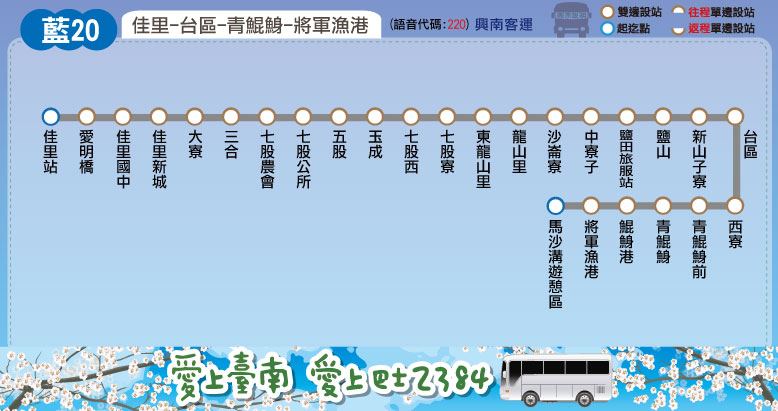 藍20
佳里-台區-青鯤鯓-將軍漁港
(語音代碼:220) 興南客運
雙邊設站
往程單邊設站
起迄點
返程單邊設站
佳里站
愛明橋
佳里國中
佳里新城
大寮
三合
七股農會
七股公所
五股
玉成
七股西
七股寮
東龍山里
龍山里
沙崙寮
中寮子
鹽田旅服站
鹽山
新山子寮
台區
西寮
青鯤鯓前
青鯤鯓
鯤鯓港
將軍漁港
馬沙溝遊憩區
愛上臺南 愛上巴士2384